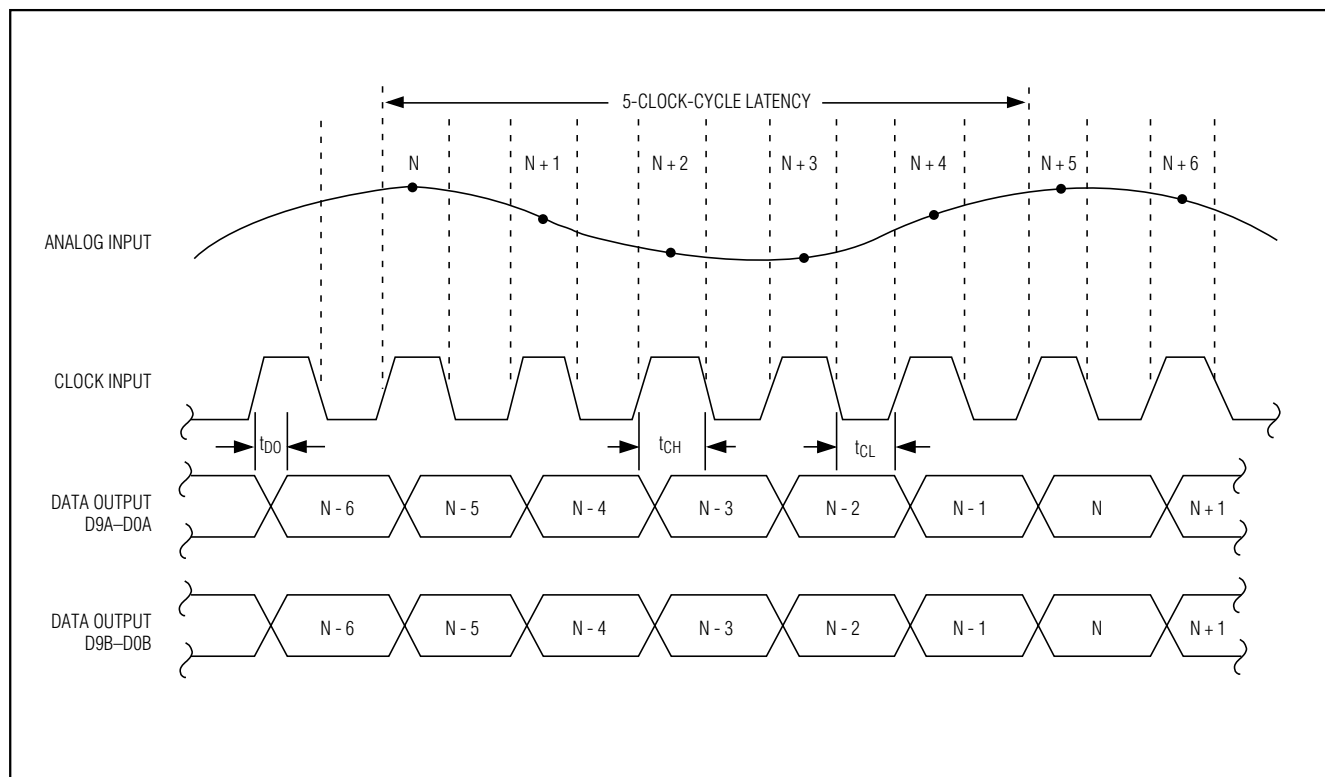 5-CLOCK-CYCLE LATENCY
N N + 1 N + 2 N + 3 N + 4 N + 5 N + 6
ANALOG INPUT
CLOCK INPUT
tDO tCH tCL
DATA OUTPUT
D9A–D0A
N - 6 N - 5 N - 4 N - 3 N - 2 N - 1 N N + 1
DATA OUTPUT
D9B–D0B
N - 6 N - 5 N - 4 N - 3 N - 2 N - 1 N N + 1